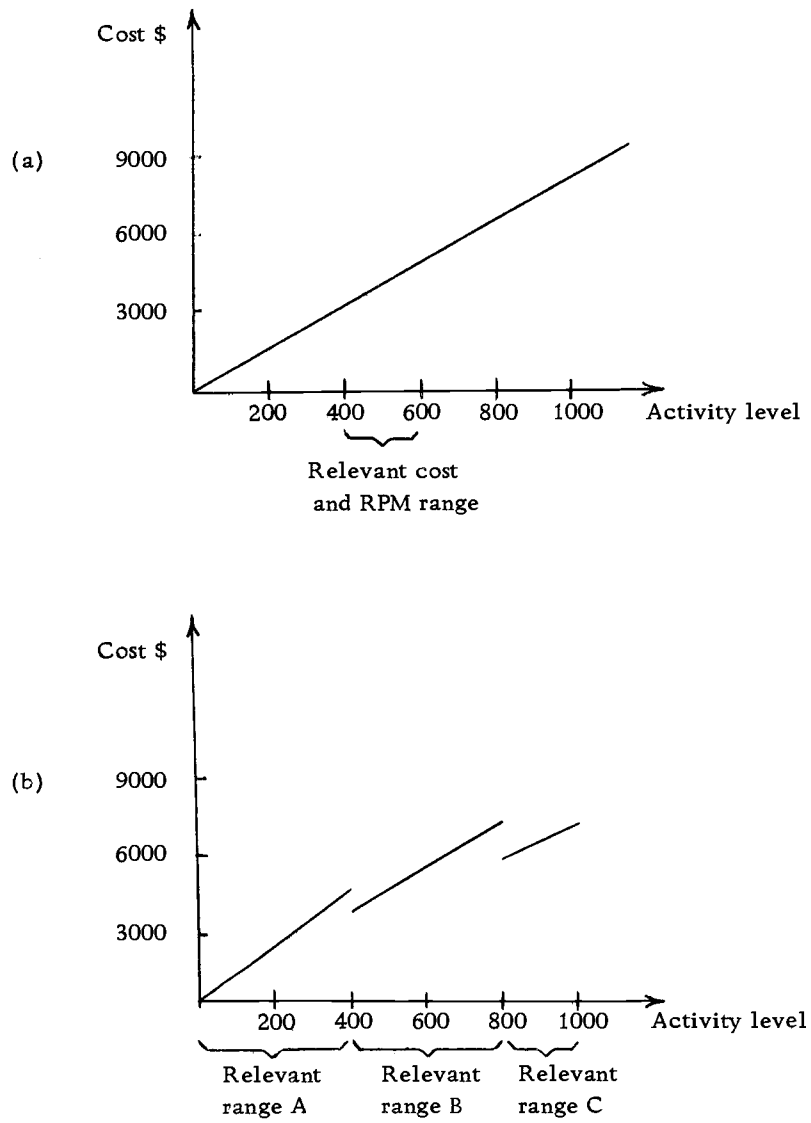 (a)
Cost $
9000
6000
3000
200 400 600 800 1000 Activity level
Relevant cost
and RPM range
(b)
Cost $
9000
6000
3000
200 400 600 800 1000 Activity level
Relevant Relevant Relevant
range A range B range C